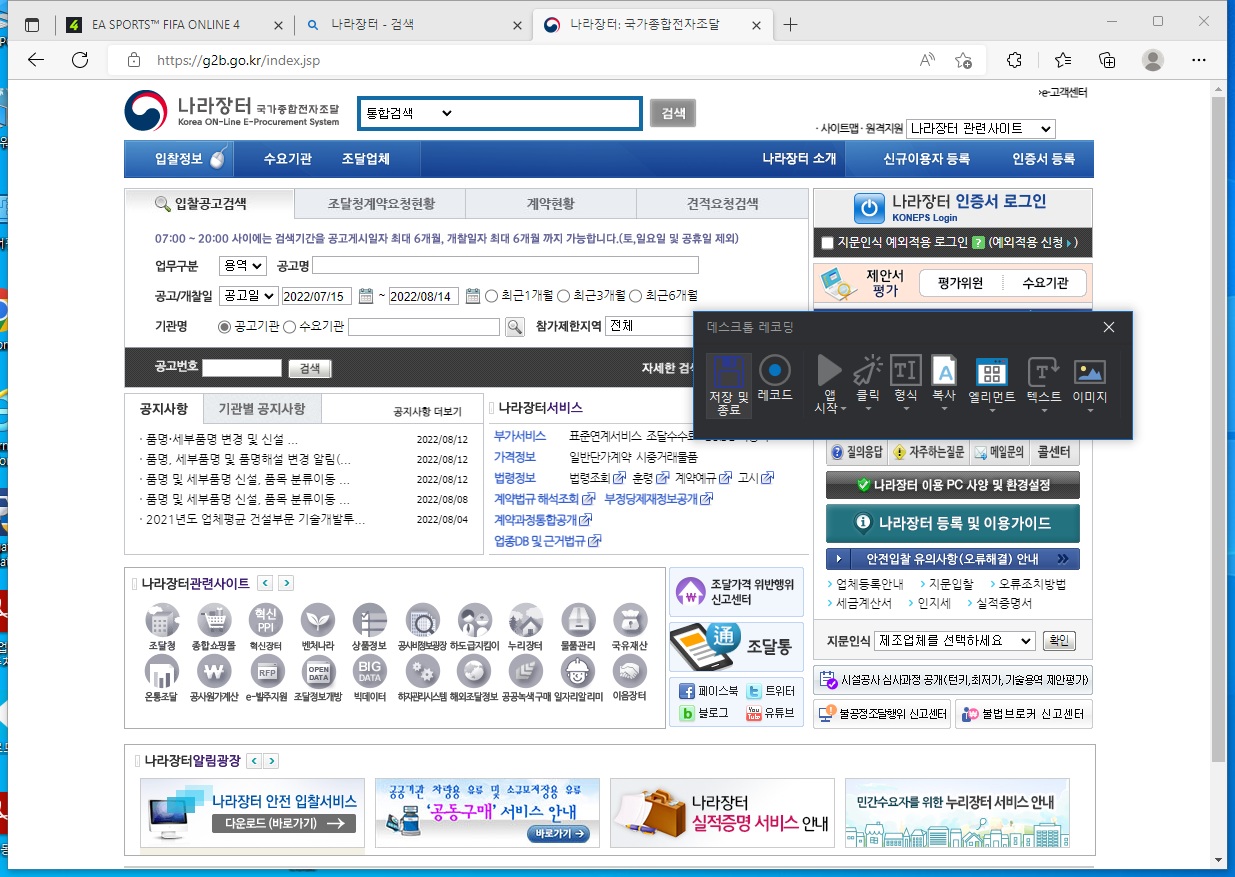 EA SPORTS™ FIFA ONLINE 4
나라장터 - 검색
나라장터: 국가종합전자조달
https://g2b.go.kr/index.jsp
›e-고객센터
나라장터 국가종합전자조달
Korea ON-Line E-Procurement System
통합검색
검색
· 사이트맵 · 원격지원
나라장터 관련사이트
입찰정보
수요기관
조달업체
나라장터 소개
신규이용자 등록
인증서 등록
입찰공고검색
조달청계약요청현황
계약현황
견적요청검색
07:00 ~ 20:00 사이에는 검색기간을 공고게시일자 최대 6개월, 개찰일자 최대 6개월 까지 가능합니다.(토,일요일 및 공휴일 제외)
업무구분 용역 공고명
공고/개찰일 공고일 2022/07/15 ~ 2022/08/14 최근1개월 최근3개월 최근6개월
기관명 공고기관 수요기관 참가제한지역 전체
공고번호 검색 자세한 검
나라장터 인증서 로그인
KONEPS Login
지문인식 예외적용 로그인 ? (예외적용 신청 › )
제안서
평가
평가위원
수요기관
데스크톱 레코딩
저장 및
종료
레코드
앱
시작
클릭
형식
복사
엘리먼트
텍스트
이미지
공지사항
기관별 공지사항
공지사항 더보기
· 품명·세부품명 변경 및 신설 ... 2022/08/12
· 품명, 세부품명 및 품명해설 변경 알림(... 2022/08/12
· 품명 및 세부품명 신설, 품목 분류이동 ... 2022/08/12
· 품명 및 세부품명 신설, 품목 분류이동 ... 2022/08/08
· 2021년도 업체평균 건설부문 기술개발투... 2022/08/04
나라장터서비스
부가서비스 표준연계서비스 조달수수료
가격정보 일반단가계약 시중거래물품
법령정보 법령조회 훈령 계약예규 고시
계약법규 해석조회 부정당제재정보공개
계약과정통합공개
업종DB 및 근거법규
질의응답
자주하는질문
메일문의
콜센터
나라장터 이용 PC 사양 및 환경설정
나라장터 등록 및 이용가이드
안전입찰 유의사항(오류해결) 안내
› 업체등록안내 › 지문입찰 › 오류조치방법
› 세금계산서 › 인지세 › 실적증명서
지문인식 제조업체를 선택하세요 확인
시설공사 심사과정 공개(턴키,최저가,기술용역 제안평가)
불공정조달행위 신고센터
불법브로커 신고센터
나라장터관련사이트
혁신
PPI
조달청 종합쇼핑몰 혁신장터 벤처나라 상품정보 공사비정보광장 하도급지킴이 누리장터 물품관리 국유재산
RFP
OPEN
DATA
BIG
DATA
온통조달 공사원가계산 e-발주지원 조달정보개방 빅데이터 하자관리시스템 해외조달정보 공공녹색구매 일자리알리미 이음장터
조달가격 위반행위
신고센터
通
조달통
페이스북
트위터
블로그
You
Tube
유튜브
나라장터알림광장
나라장터 안전 입찰서비스
다운로드 (바로가기)
공공기관 차량용 유류 및 소규모저장용 유류
'공동구매' 서비스 안내
바로가기
나라장터
실적증명 서비스 안내
민간수요자를 위한 누리장터 서비스 안내